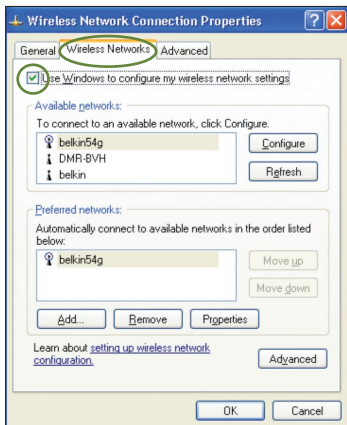 Wireless Network Connection Properties
General Wireless Networks Advanced
Use Windows to configure my wireless network settings
Available networks:
To connect to an available network, click Configure.
belkin54g
Configure
DMR-BVH
belkin
Refresh
Preferred networks:
Automatically connect to available networks in the order listed
below:
belkin54g
Move up
Move down
Add... Remove Properties
Learn about setting up wireless network
configuration.
Advanced
OK Cancel